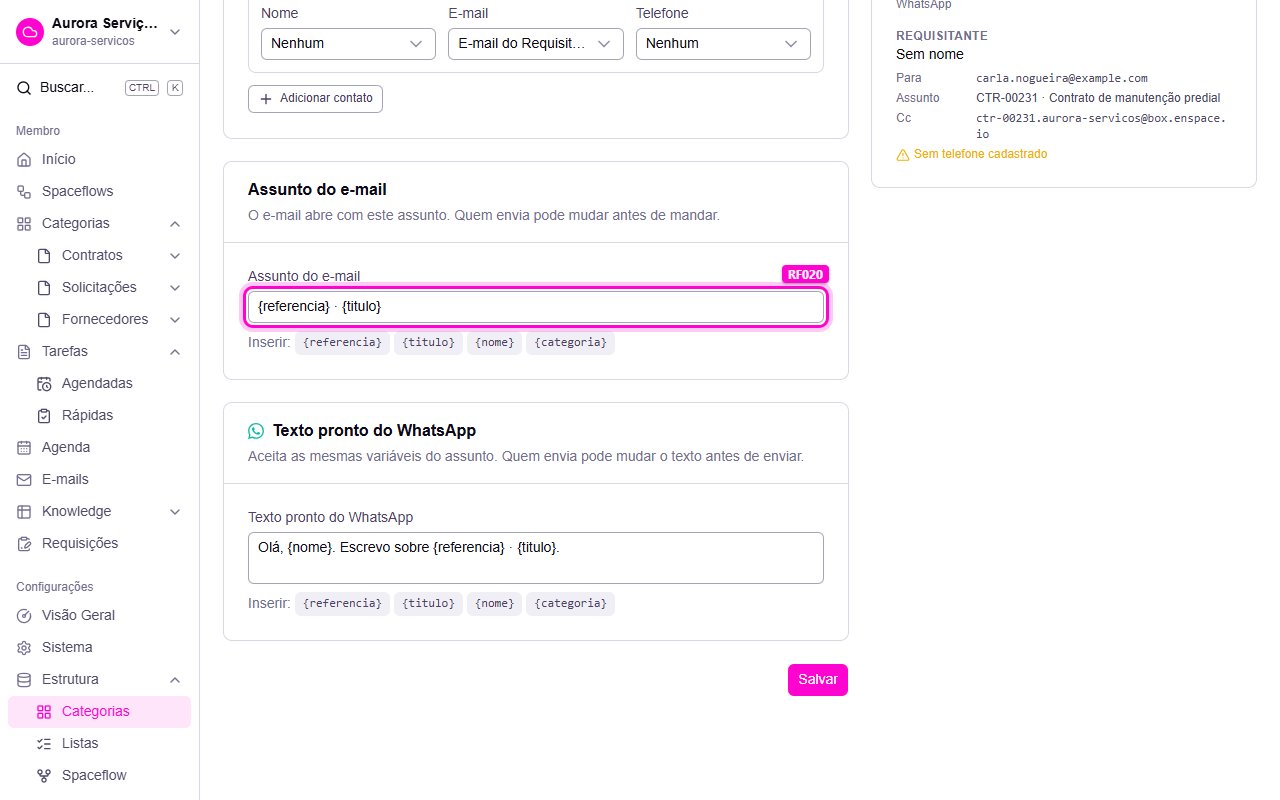 Aurora Serviç...
aurora-servicos
Buscar...
CTRL K
Membro
Início
Spaceflows
Categorias
Contratos
Solicitações
Fornecedores
Tarefas
Agendadas
Rápidas
Agenda
E-mails
Knowledge
Requisições
Configurações
Visão Geral
Sistema
Estrutura
Categorias
Listas
Spaceflow
Nome E-mail Telefone
Nenhum E-mail do Requisit... Nenhum
Adicionar contato
Assunto do e-mail
O e-mail abre com este assunto. Quem envia pode mudar antes de mandar.
Assunto do e-mail RF020
{referencia} · {titulo}
Inserir: {referencia} {titulo} {nome} {categoria}
Texto pronto do WhatsApp
Aceita as mesmas variáveis do assunto. Quem envia pode mudar o texto antes de enviar.
Texto pronto do WhatsApp
Olá, {nome}. Escrevo sobre {referencia} · {titulo}.
Inserir: {referencia} {titulo} {nome} {categoria}
Salvar
WhatsApp
REQUISITANTE
Sem nome
Para carla.nogueira@example.com
Assunto CTR-00231 · Contrato de manutenção predial
Cc ctr-00231.aurora-servicos@box.enspace.
io
Sem telefone cadastrado